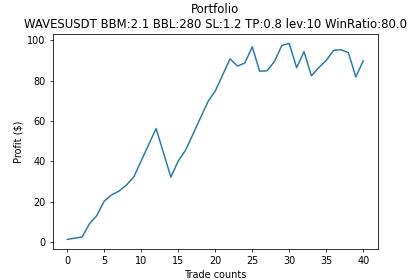 Portfolio
WAVESUSDT BBM:2.1 BBL:280 SL:1.2 TP:0.8 lev:10 WinRatio:80.0
100
80
60
40
20
0
Profit ($)
0 5 10 15 20 25 30 35 40
Trade counts